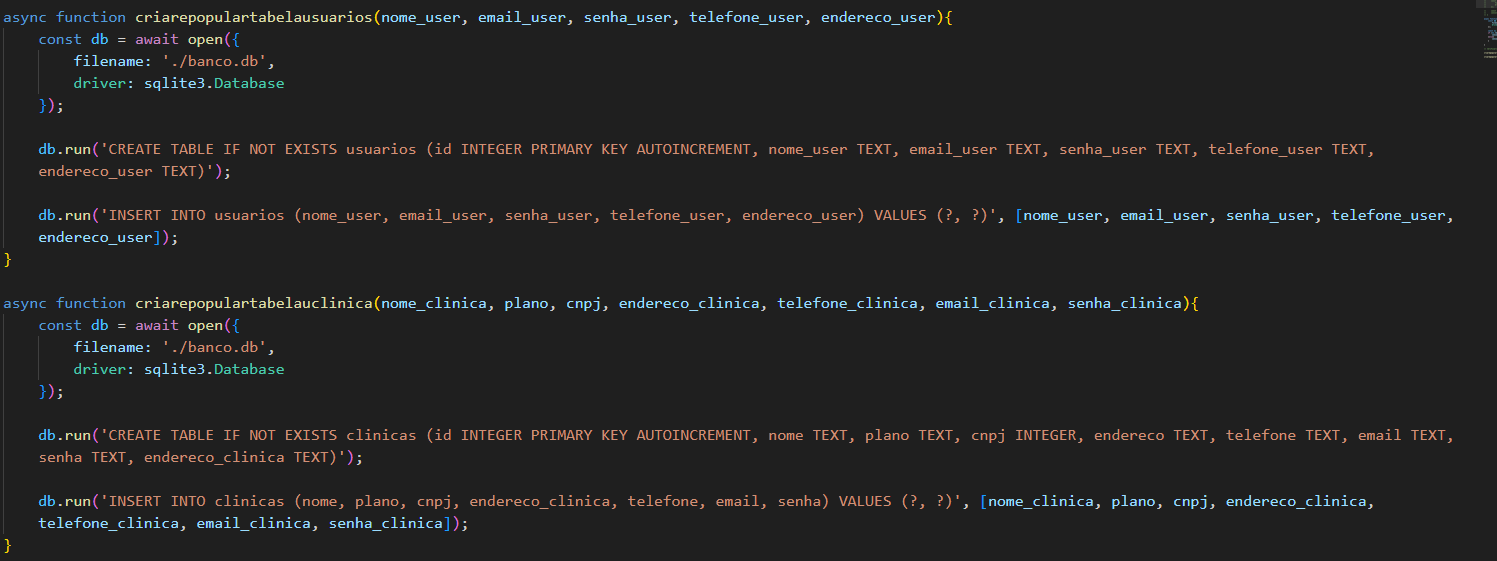 async function criarepopulartabelausuarios(nome_user, email_user, senha_user, telefone_user, endereco_user){
    const db = await open({
        filename: './banco.db',
        driver: sqlite3.Database
    });

    db.run('CREATE TABLE IF NOT EXISTS usuarios (id INTEGER PRIMARY KEY AUTOINCREMENT, nome_user TEXT, email_user TEXT, senha_user TEXT, telefone_user TEXT,
    endereco_user TEXT)');

    db.run('INSERT INTO usuarios (nome_user, email_user, senha_user, telefone_user, endereco_user) VALUES (?, ?)', [nome_user, email_user, senha_user, telefone_user,
    endereco_user]);
}

async function criarepopulartabelauclinica(nome_clinica, plano, cnpj, endereco_clinica, telefone_clinica, email_clinica, senha_clinica){
    const db = await open({
        filename: './banco.db',
        driver: sqlite3.Database
    });

    db.run('CREATE TABLE IF NOT EXISTS clinicas (id INTEGER PRIMARY KEY AUTOINCREMENT, nome TEXT, plano TEXT, cnpj INTEGER, endereco TEXT, telefone TEXT, email TEXT,
    senha TEXT, endereco_clinica TEXT)');

    db.run('INSERT INTO clinicas (nome, plano, cnpj, endereco_clinica, telefone, email, senha) VALUES (?, ?)', [nome_clinica, plano, cnpj, endereco_clinica,
    telefone_clinica, email_clinica, senha_clinica]);
}